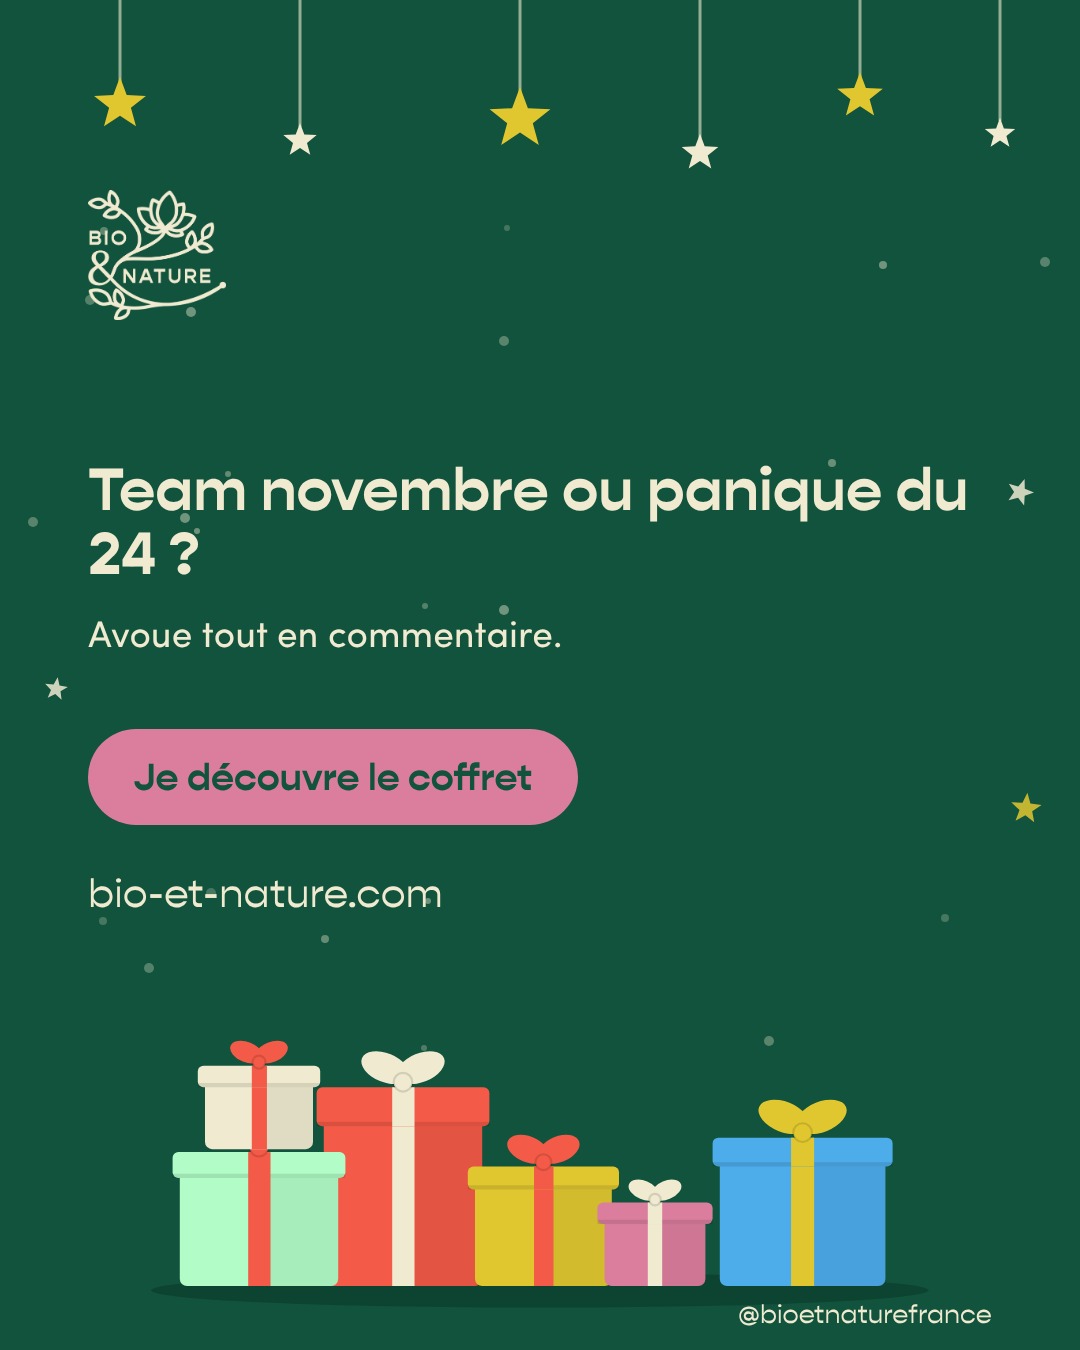 BIO
& NATURE
Team novembre ou panique du
24 ?
Avoue tout en commentaire.
Je découvre le coffret
bio-et-nature.com
@bioetnaturefrance